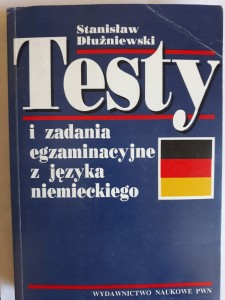 Stanisław
Dłużniewski
Testy
i zadania
egzaminacyjne
z języka
niemieckiego
WYDAWNICTWO NAUKOWE PWN